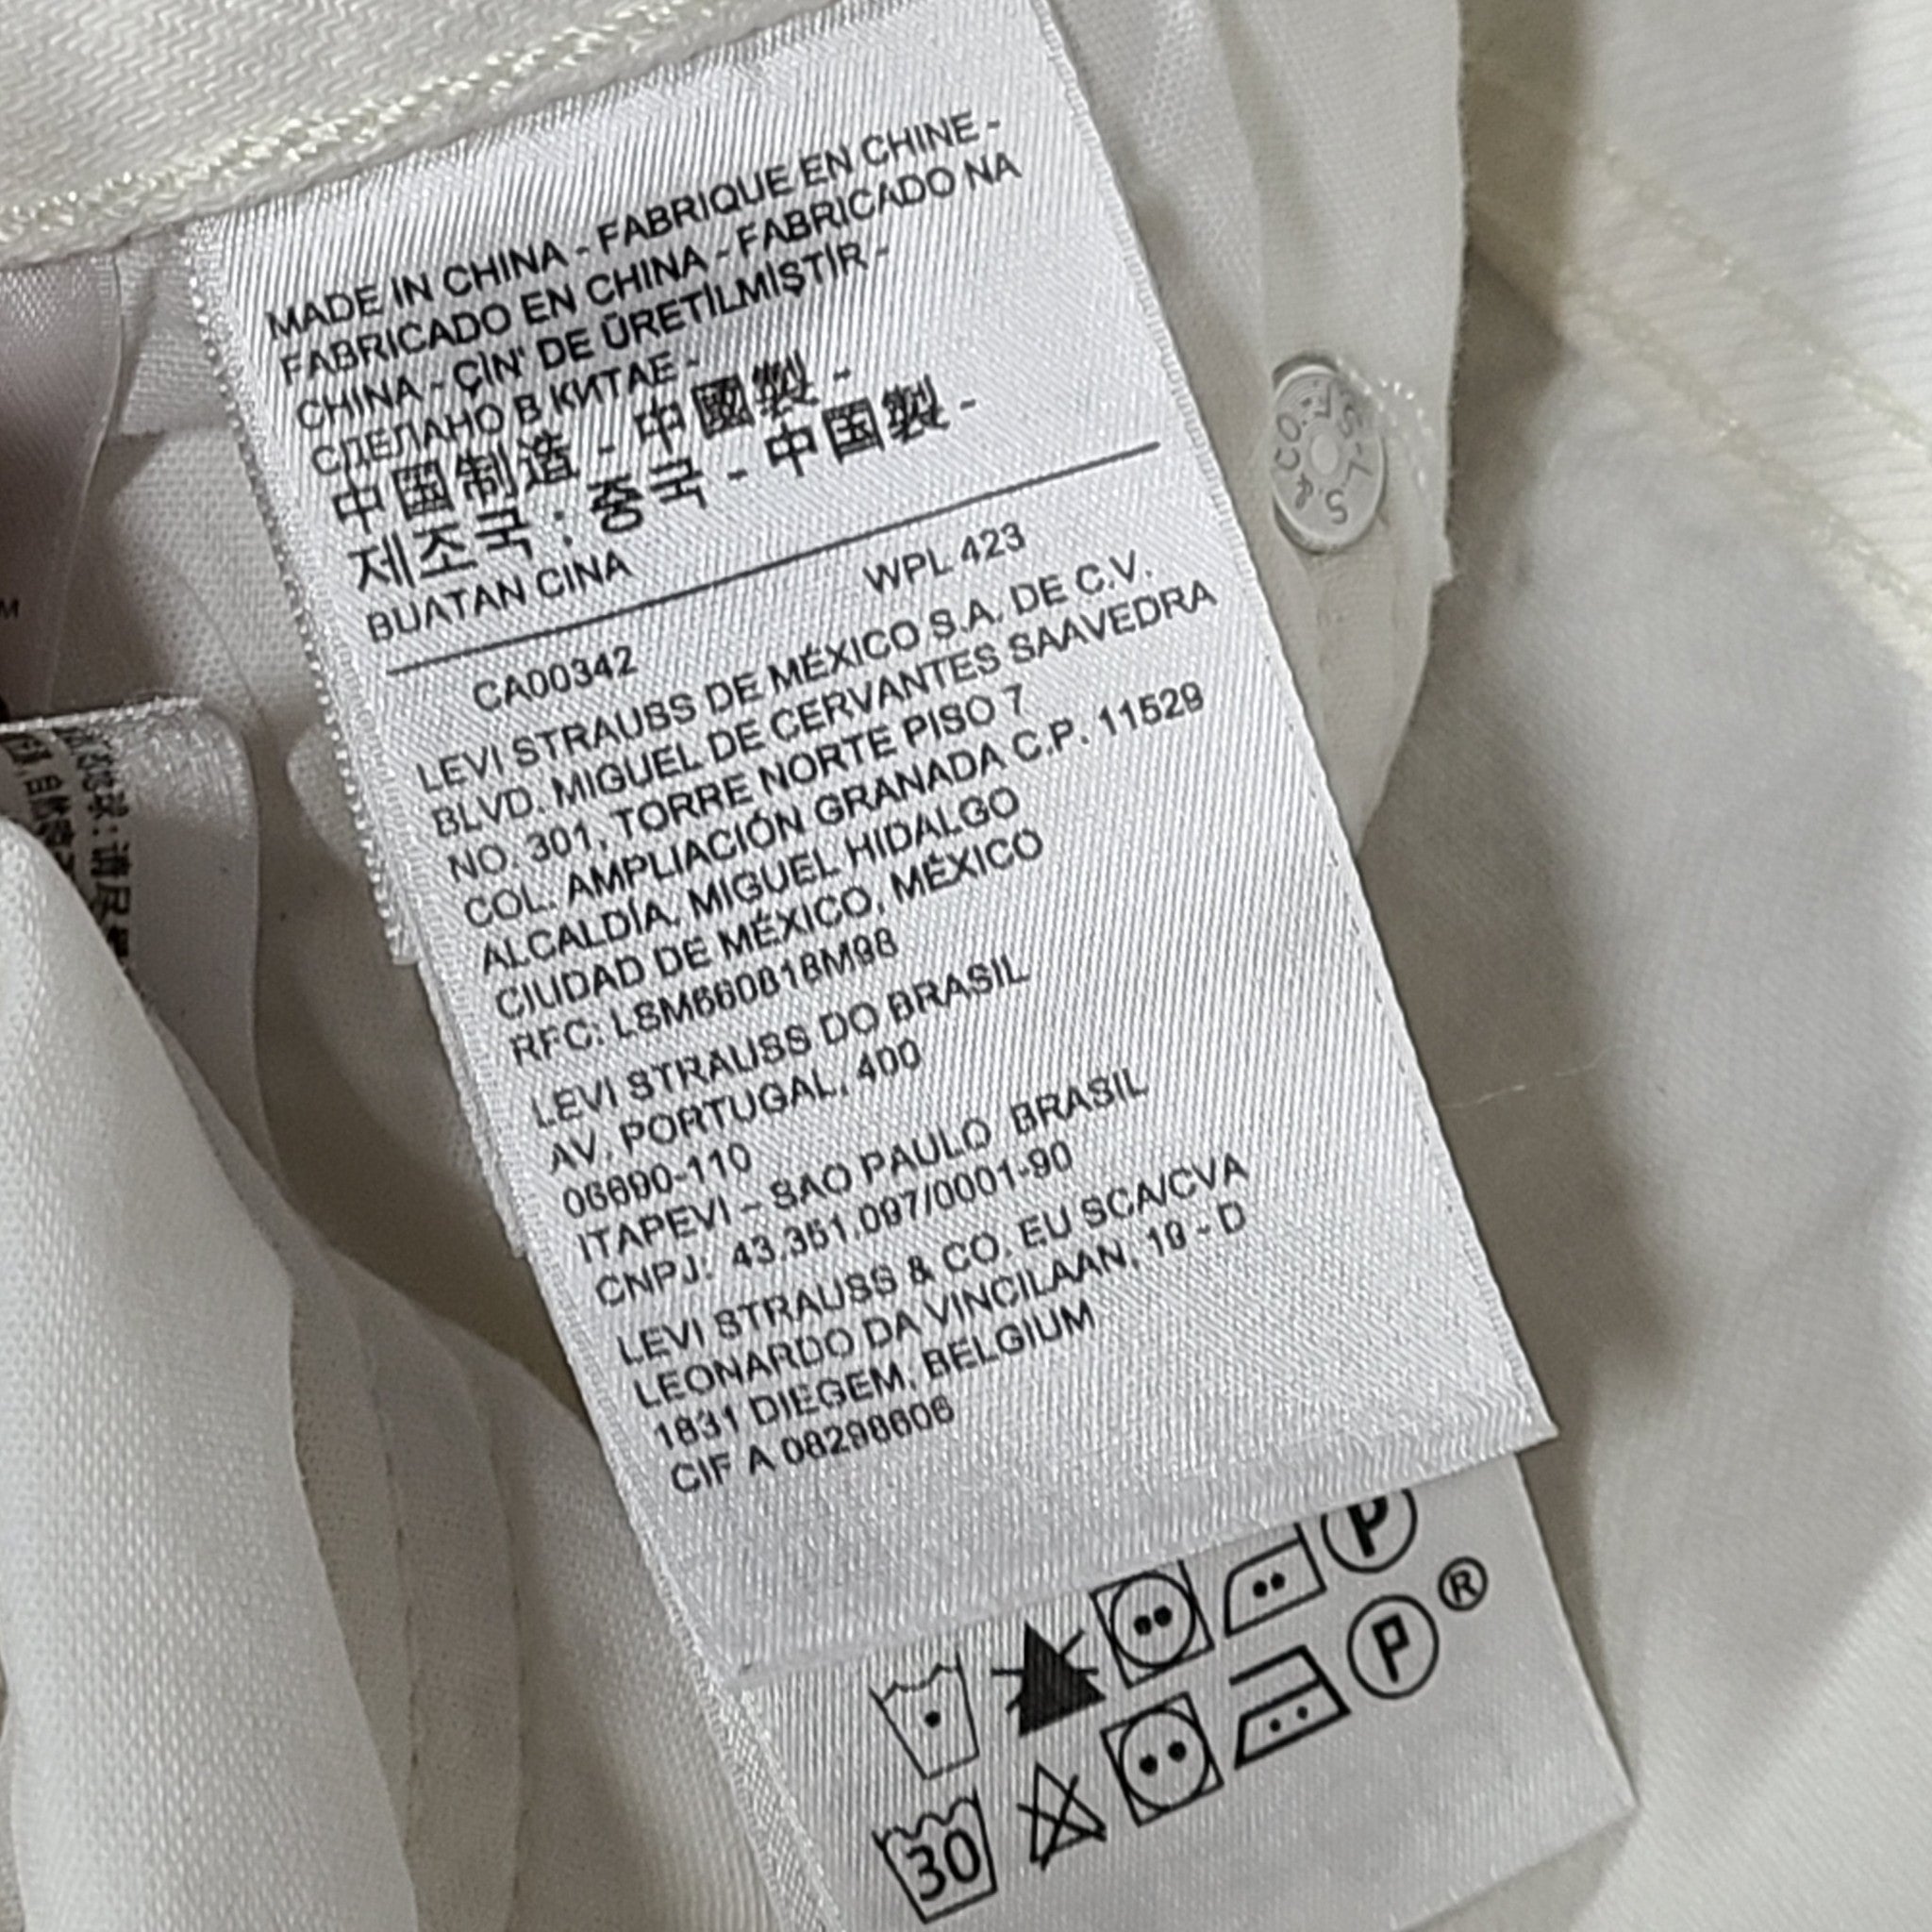 MADE IN CHINA - FABRIQUE EN CHINE -
FABRICADO EN CHINA - FABRICADO NA
CHINA - ÇİN' DE ÜRETİLMİŞTİR -
СДЕЛАНО В КИТАЕ -
中国制造 - 中國製 -
제조국 : 중국 - 中国製 -
BUATAN CINA
CA00342 WPL 423
LEVI STRAUSS DE MÉXICO S.A. DE C.V.
BLVD. MIGUEL DE CERVANTES SAAVEDRA
NO. 301, TORRE NORTE PISO 7
COL. AMPLIACIÓN GRANADA C.P. 11529
ALCALDÍA, MIGUEL HIDALGO
CIUDAD DE MÉXICO, MÉXICO
RFC:
LEVI STRAUSS DO BRASIL
AV. PORTUGAL, 400
06690-110
ITAPEVI - SAO PAULO BRASIL
CNPJ: 43.351.097/0001-90
LEVI STRAUSS & CO. EU SCA/CVA
LEONARDO DA VINCILAAN, 19 - D
1831 DIEGEM, BELGIUM
CIF A 08298606
P
P ®
30
L.S. & CO.